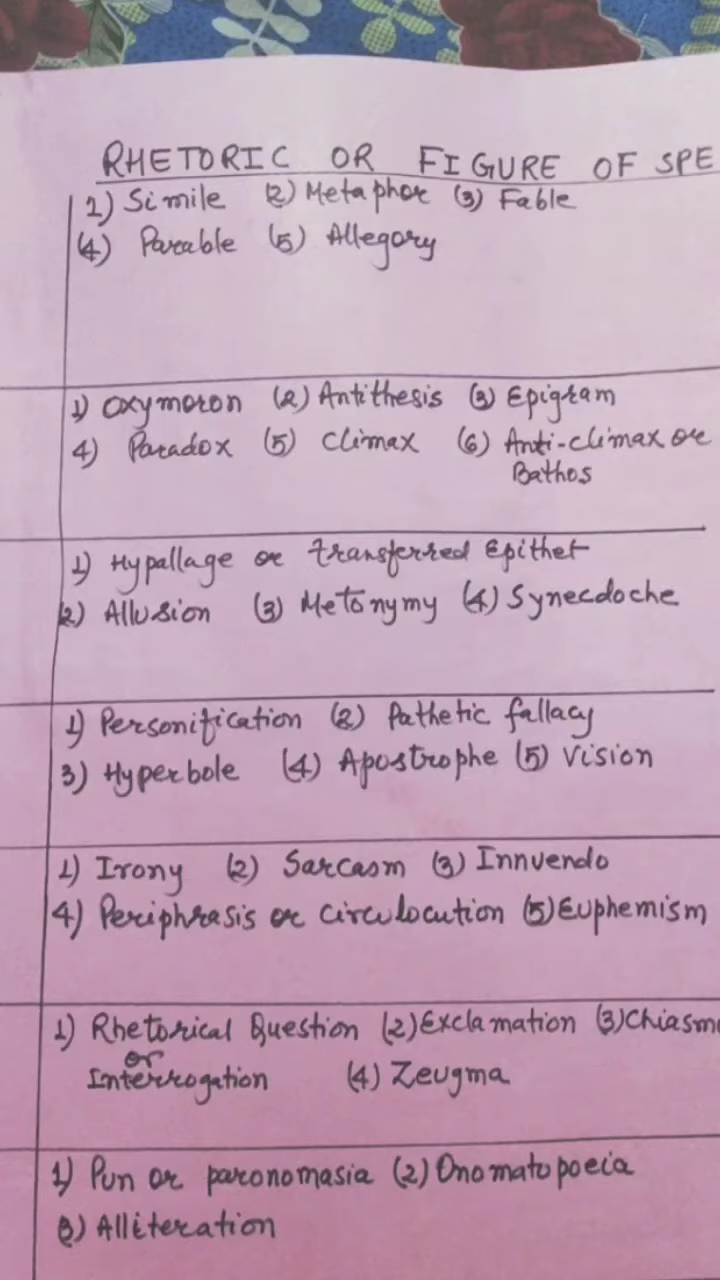 RHETORIC OR FIGURE OF SPE
1) Simile (2) Metaphor (3) Fable
(4) Parable (5) Allegory
1) Oxymoron (2) Antithesis (3) Epigram
4) Paradox (5) Climax (6) Anti-climax or
Bathos
1) Hypallage or transferred Epithet
2) Allusion (3) Metonymy (4) Synecdoche
1) Personification (2) Pathetic fallacy
3) Hyperbole (4) Apostrophe (5) Vision
1) Irony (2) Sarcasm (3) Innuendo
4) Periphrasis or circulocution (5) Euphemism
1) Rhetorical Question (2) Exclamation (3) Chiasm
or
Interrogation (4) Zeugma
1) Pun or paronomasia (2) Onomatopoeia
3) Alliteration